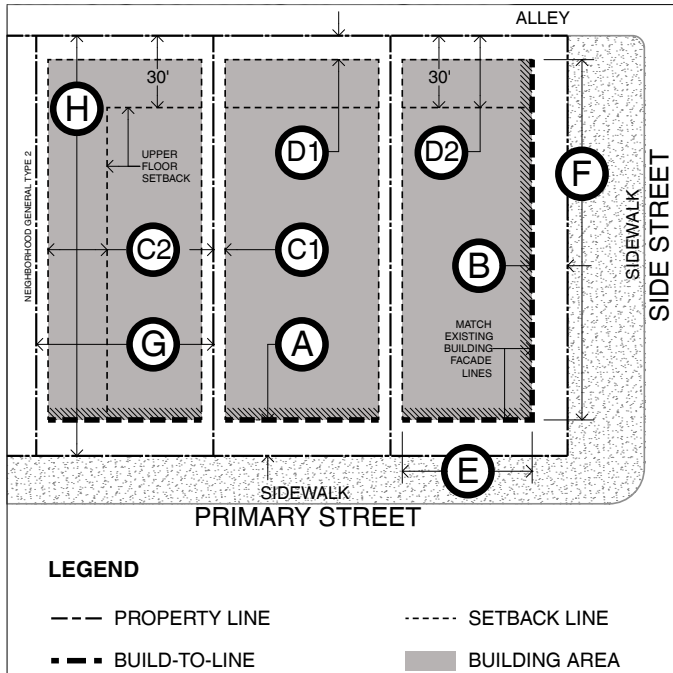 ALLEY
30'
30'
H
UPPER
FLOOR
SETBACK
D1
D2
F
NEIGHBORHOOD GENERAL TYPE 2
SIDEWALK
SIDE STREET
C2
C1
B
G
A
MATCH
EXISTING
BUILDING
FACADE
LINES
E
SIDEWALK
PRIMARY STREET
LEGEND
PROPERTY LINE
SETBACK LINE
BUILD-TO-LINE
BUILDING AREA